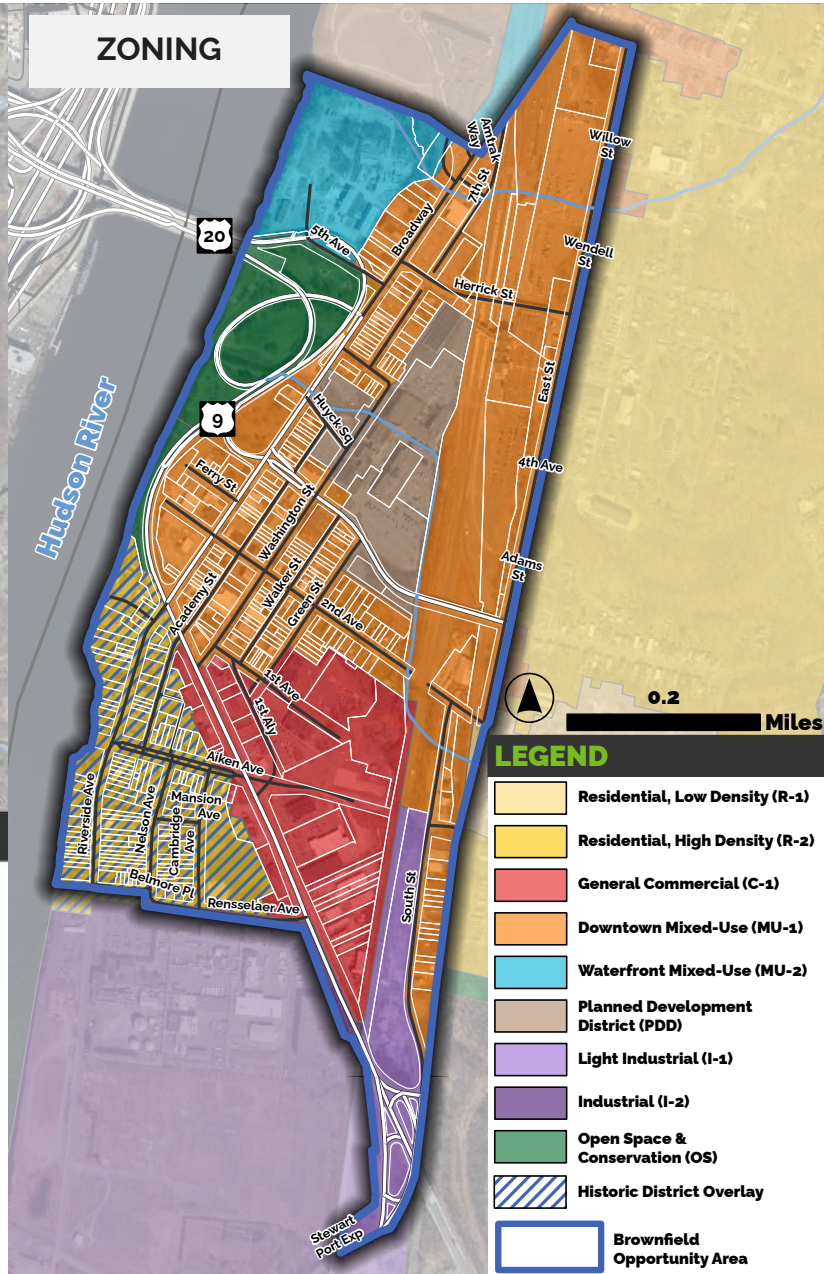 ZONING
Amtrak
Way
Willow
St
7th St
Broadway
20
5th Ave
Wendell
St
Herrick St
East St
Hudson River
9
Huyck Sq
4th Ave
Ferry St
Washington St
Adams
St
Walker St
Academy St
Green St
2nd Ave
1st Ave
1st Aly
0.2
Miles
Aiken Ave
Mansion
Ave
Riverside Ave
Nelson Ave
Cambridge
Ave
Belmore Pl
Rensselaer Ave
South St
Stewart
Port Exp
LEGEND
Residential, Low Density (R-1)
Residential, High Density (R-2)
General Commercial (C-1)
Downtown Mixed-Use (MU-1)
Waterfront Mixed-Use (MU-2)
Planned Development
District (PDD)
Light Industrial (I-1)
Industrial (I-2)
Open Space &
Conservation (OS)
Historic District Overlay
Brownfield
Opportunity Area